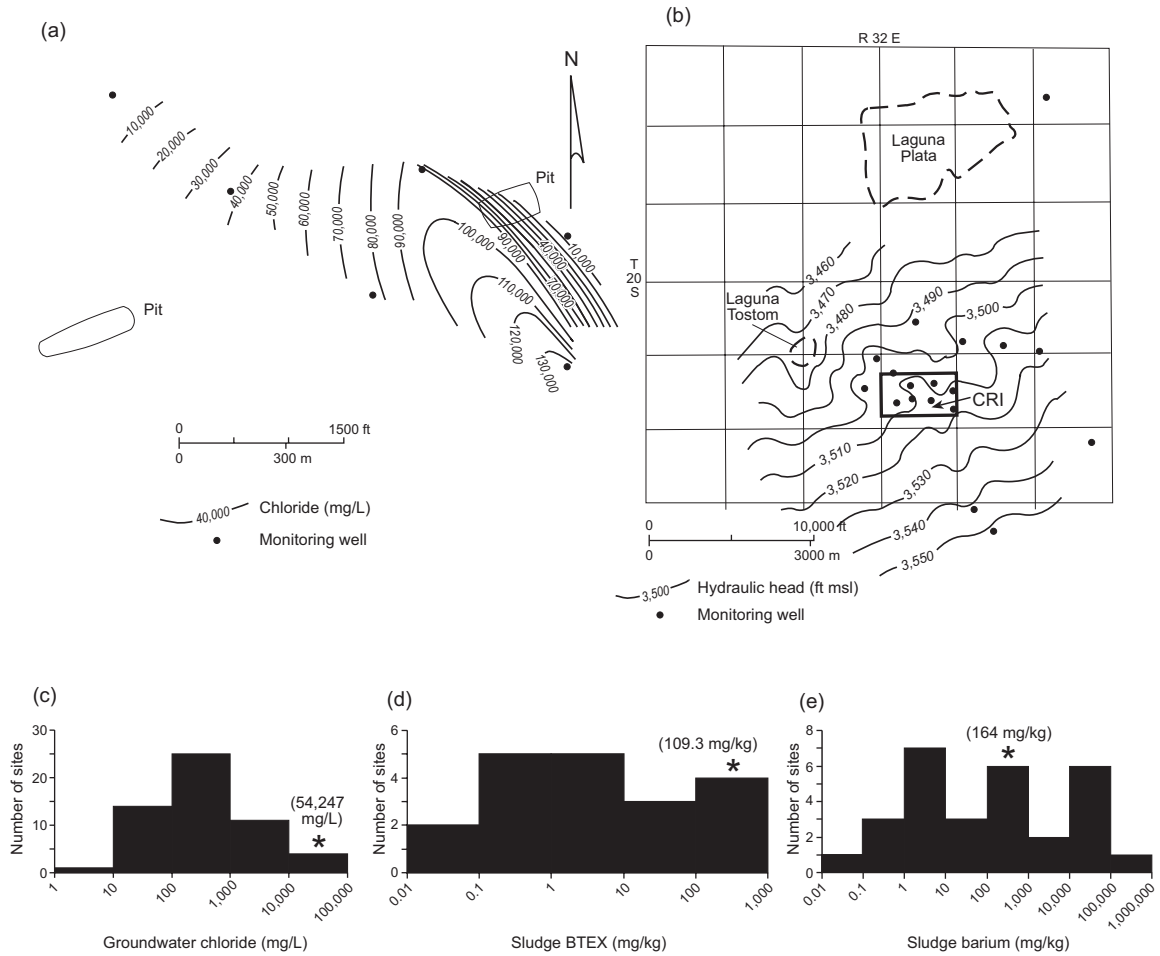 (a)
N
10,000
20,000
30,000
40,000
50,000
60,000
70,000
80,000
90,000
100,000
90,000
40,000
70,000
10,000
110,000
120,000
130,000
Pit
Pit
0 1500 ft
0 300 m
40,000 Chloride (mg/L)
Monitoring well
(b)
R 32 E
T
20
S
Laguna
Plata
Laguna
Tostom
3,460
3,470
3,480
3,490
3,500
CRI
3,510
3,520
3,530
3,540
3,550
0 10,000 ft
0 3000 m
3,500 Hydraulic head (ft msl)
Monitoring well
(c)
Number of sites
30
20
10
0
(54,247
mg/L)
*
1 10 100 1,000 10,000 100,000
Groundwater chloride (mg/L)
(d)
Number of sites
6
4
2
0
(109.3 mg/kg)
*
0.01 0.1 1 10 100 1,000
Sludge BTEX (mg/kg)
(e)
Number of sites
8
6
4
2
0
(164 mg/kg)
*
0.01 0.1 1 10 100 1,000 10,000 100,000 1,000,000
Sludge barium (mg/kg)